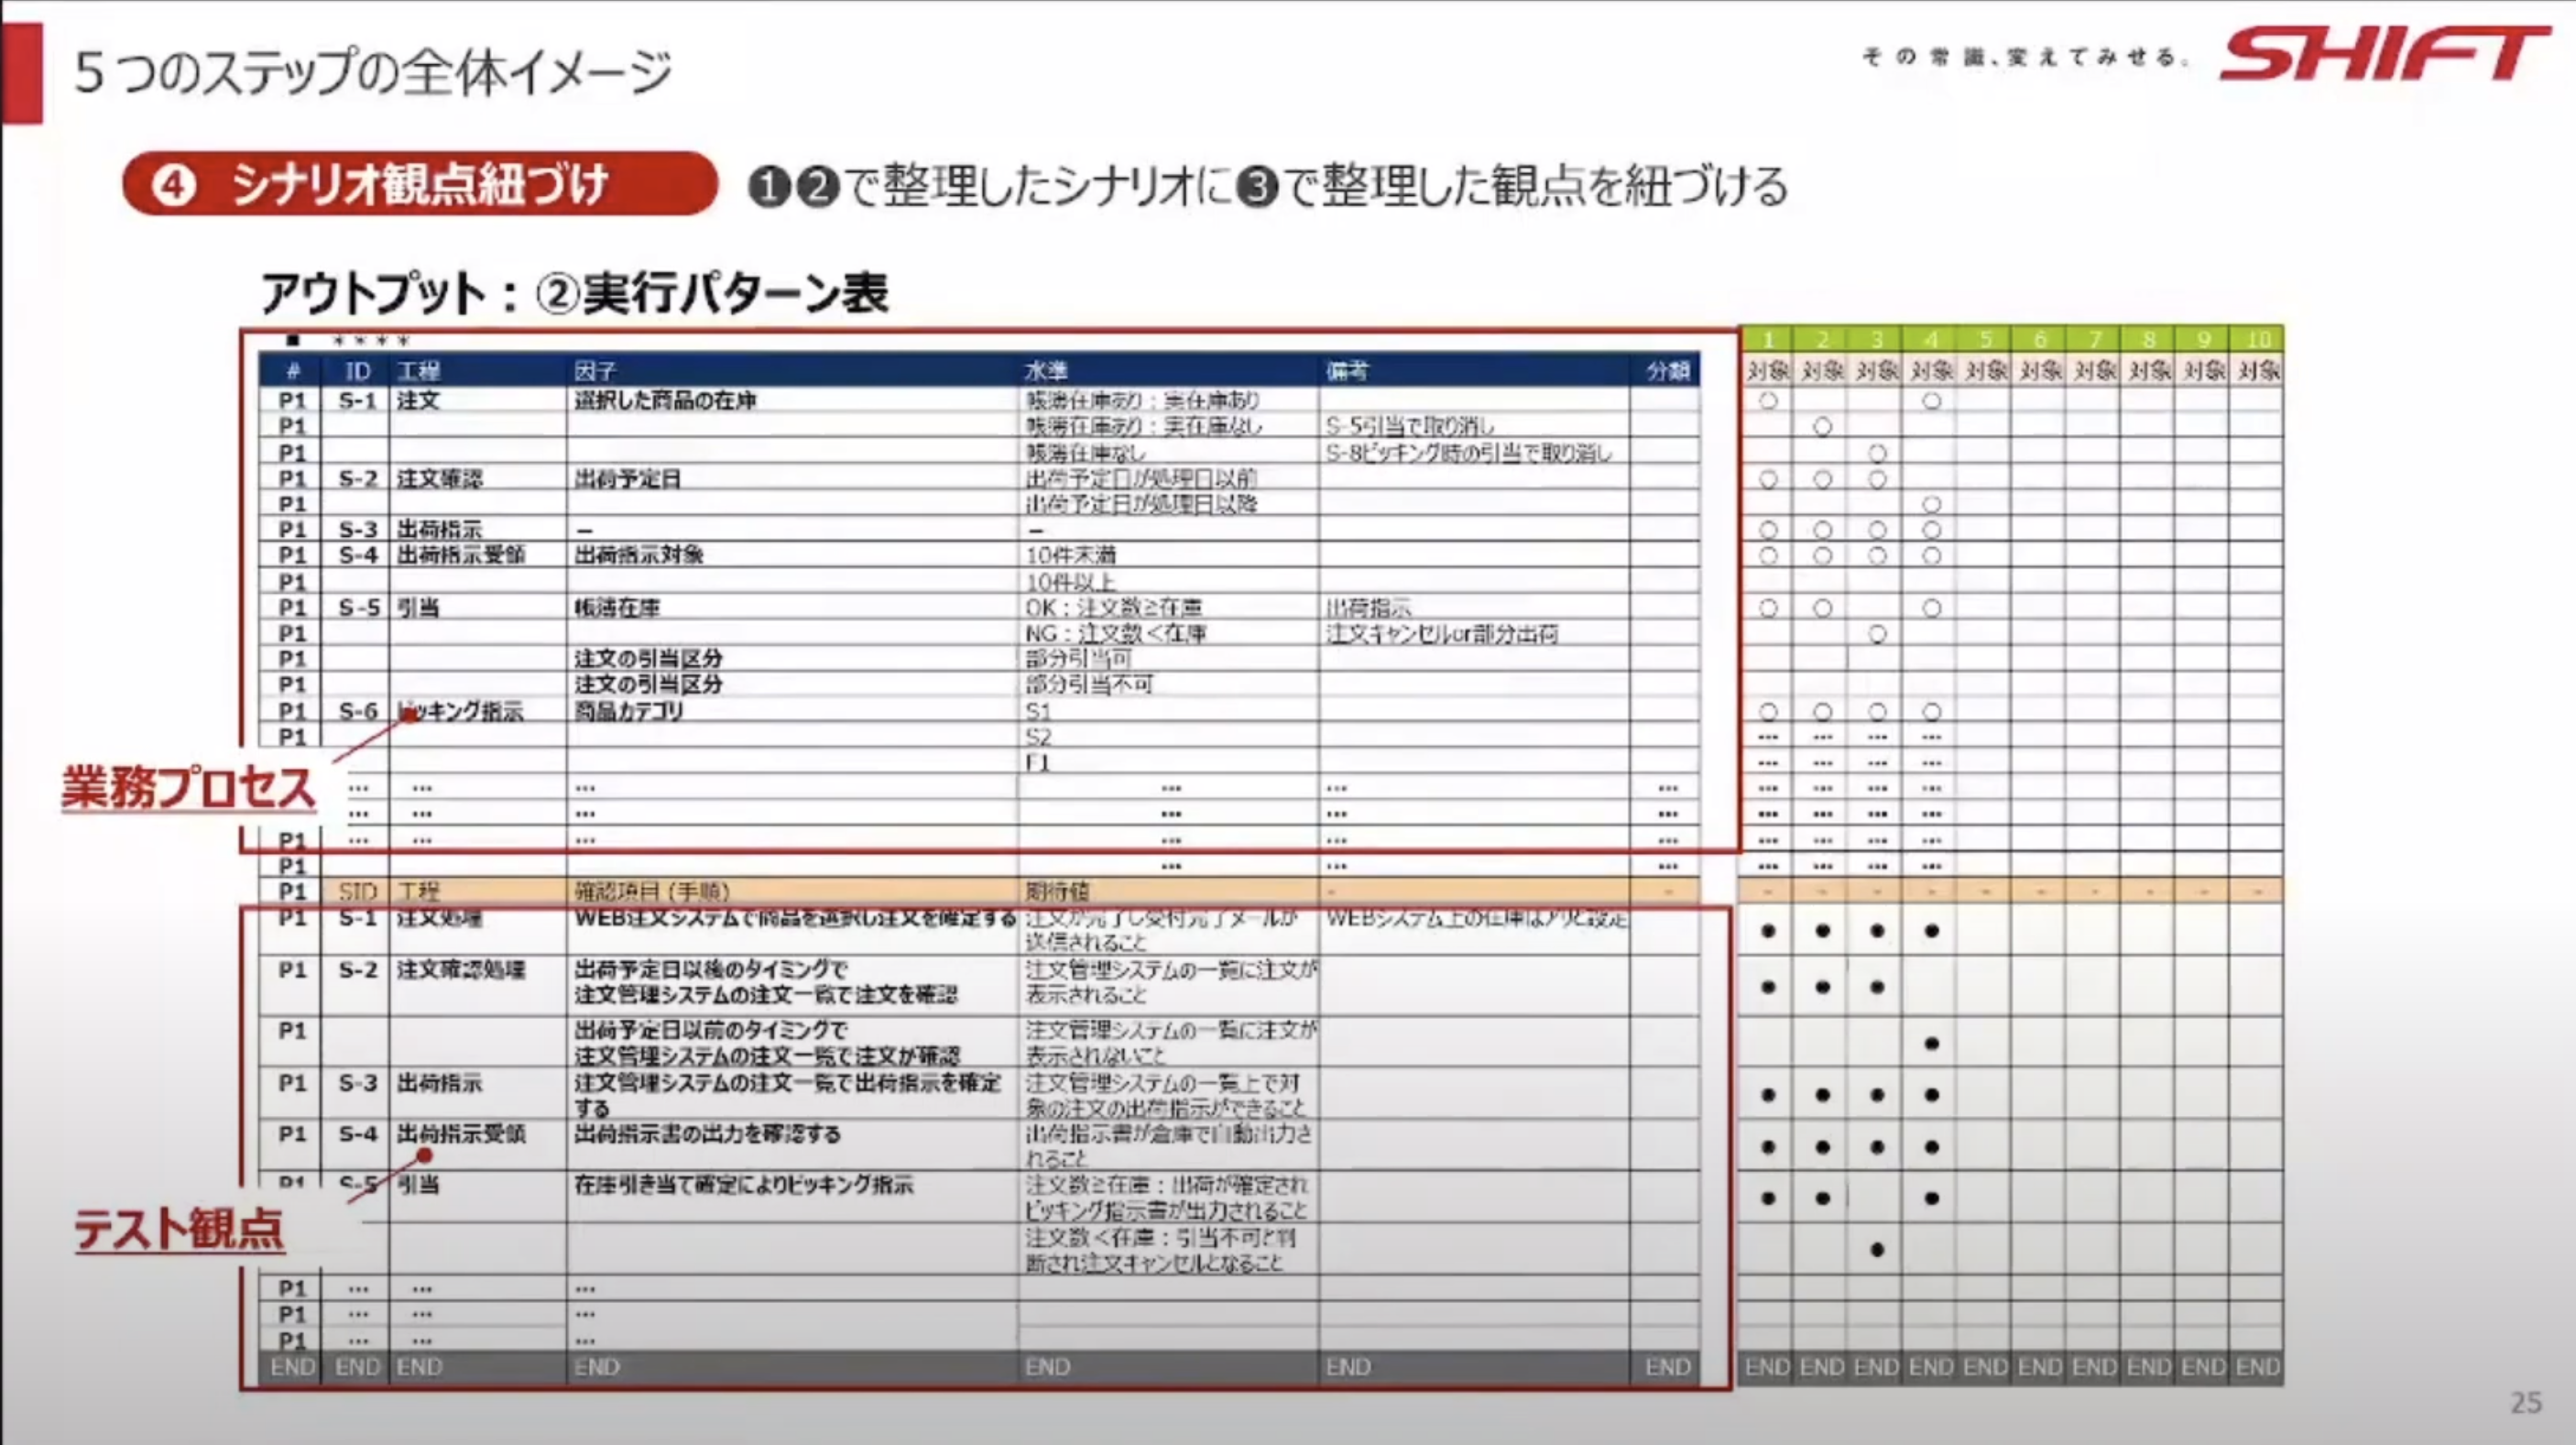 5つのステップの全体イメージ
その常識、変えてみせる。 SHIFT
❹ シナリオ観点紐づけ ❶❷で整理したシナリオに❸で整理した観点を紐づける
アウトプット：②実行パターン表
■ ＊＊＊＊ 1 2 3 4 5 6 7 8 9 10
# ID 工程 因子 水準 備考 分類 対象 対象 対象 対象 対象 対象 対象 対象 対象 対象
P1 S-1 注文 選択した商品の在庫 帳簿在庫あり：実在庫あり ○ ○
P1 帳簿在庫あり：実在庫なし S-5引当で取り消し ○
P1 帳簿在庫なし S-8ピッキング時の引当で取り消し ○
P1 S-2 注文確認 出荷予定日 出荷予定日が処理日以前 ○ ○ ○
P1 出荷予定日が処理日以降 ○
P1 S-3 出荷指示 － － ○ ○ ○ ○
P1 S-4 出荷指示受領 出荷指示対象 10件未満 ○ ○ ○ ○
P1 10件以上
P1 S-5 引当 帳簿在庫 OK：注文数≧在庫 出荷指示 ○ ○ ○
P1 NG：注文数＜在庫 注文キャンセルor部分出荷 ○
P1 注文の引当区分 部分引当可
P1 注文の引当区分 部分引当不可
P1 S-6 ピッキング指示 商品カテゴリ S1 ○ ○ ○ ○
P1 S2 … … … …
F1 … … … …
業務プロセス
… … … … … … … … … …
… … … … … … … … … …
P1 … … … … … … … … … …
P1 … … … … … … …
P1 SID 工程 確認項目（手順） 期待値 - - - - - - - - - - - -
P1 S-1 注文処理 WEB注文システムで商品を選択し注文を確定する 注文が完了し受付完了メールが WEBシステム上の在庫はアリと設定
送信されること ● ● ● ●
P1 S-2 注文確認処理 出荷予定日以後のタイミングで 注文管理システムの一覧に注文が
注文管理システムの注文一覧で注文を確認 表示されること ● ● ●
P1 出荷予定日以前のタイミングで 注文管理システムの一覧に注文が
注文管理システムの注文一覧で注文が確認 表示されないこと ●
P1 S-3 出荷指示 注文管理システムの注文一覧で出荷指示を確定 注文管理システムの一覧上で対
する 象の注文の出荷指示ができること ● ● ● ●
P1 S-4 出荷指示受領 出荷指示書の出力を確認する 出荷指示書が倉庫で自動出力さ
れること ● ● ● ●
P1 S-5 引当 在庫引き当て確定によりピッキング指示 注文数≧在庫：出荷が確定され
ピッキング指示書が出力されること ● ● ●
テスト観点
注文数＜在庫：引当不可と判
断され注文キャンセルとなること ●
P1 … … …
P1 … … …
P1 … … …
END END END END END END END END END END END END END END END END END
25